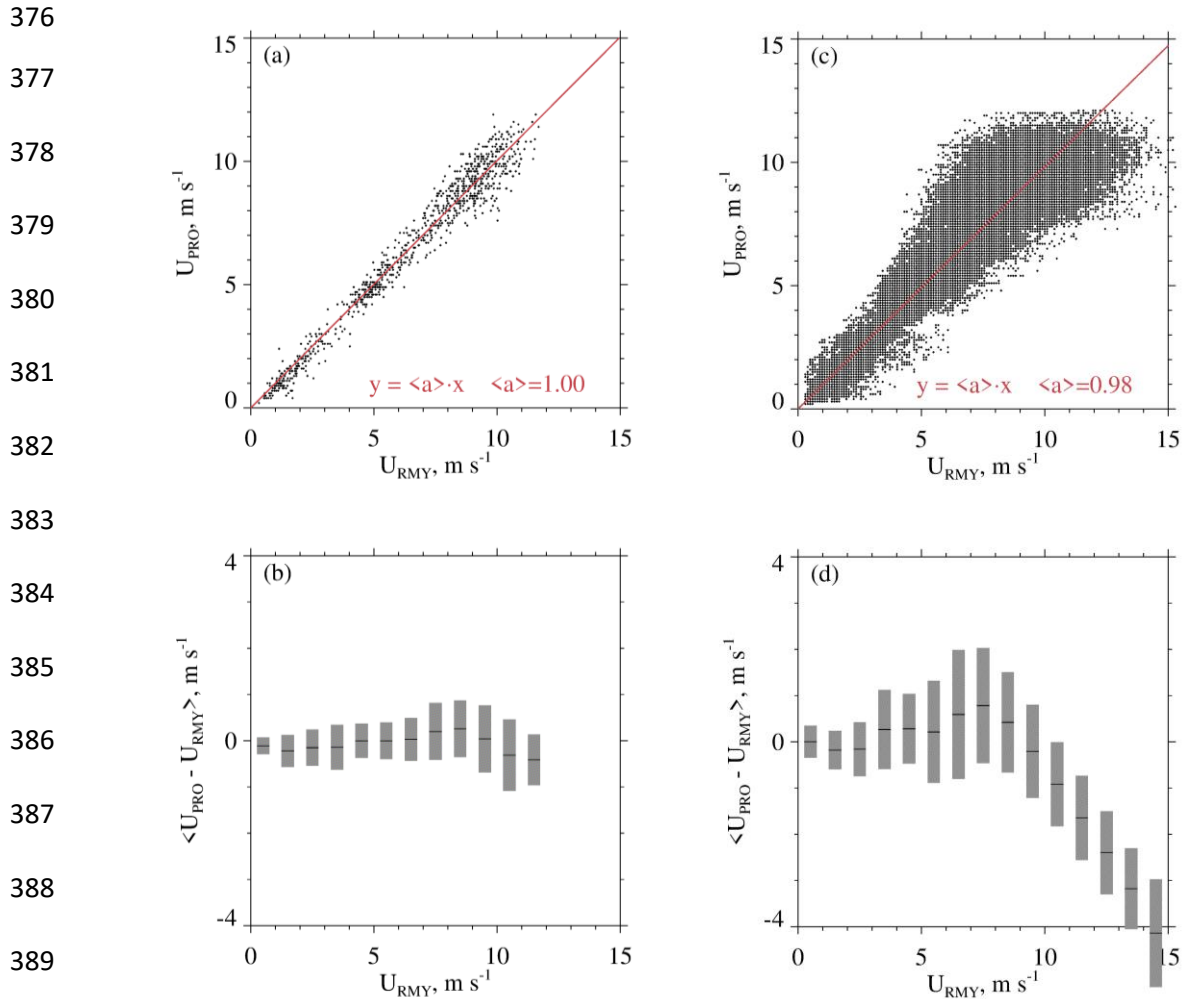 376
377
378
379
380
381
382
383
384
385
386
387
388
389
(a)
15
10
5
0
U_PRO, m s⁻¹
y = <a>·x <a>=1.00
0 5 10 15
U_RMY, m s⁻¹
(c)
15
10
5
0
U_PRO, m s⁻¹
y = <a>·x <a>=0.98
0 5 10 15
U_RMY, m s⁻¹
(b)
4
0
-4
<U_PRO - U_RMY>, m s⁻¹
0 5 10 15
U_RMY, m s⁻¹
(d)
4
0
-4
<U_PRO - U_RMY>, m s⁻¹
0 5 10 15
U_RMY, m s⁻¹